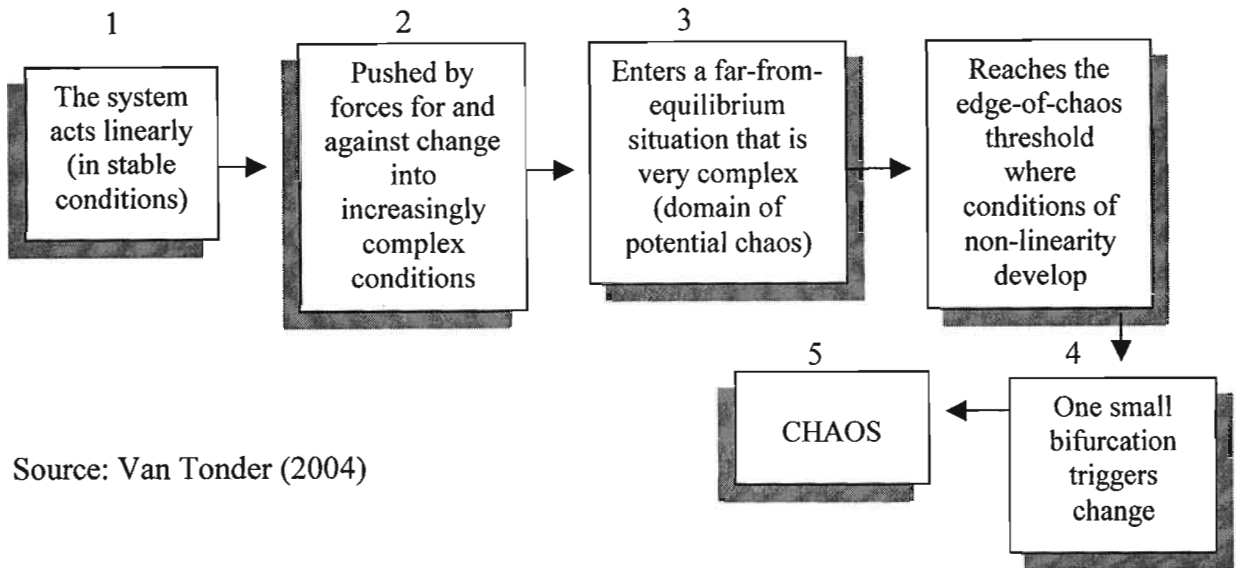 1
The system
acts linearly
(in stable
conditions)
2
Pushed by
forces for and
against change
into
increasingly
complex
conditions
3
Enters a far-from-
equilibrium
situation that is
very complex
(domain of
potential chaos)
Reaches the
edge-of-chaos
threshold
where
conditions of
non-linearity
develop
4
One small
bifurcation
triggers
change
5
CHAOS
Source: Van Tonder (2004)